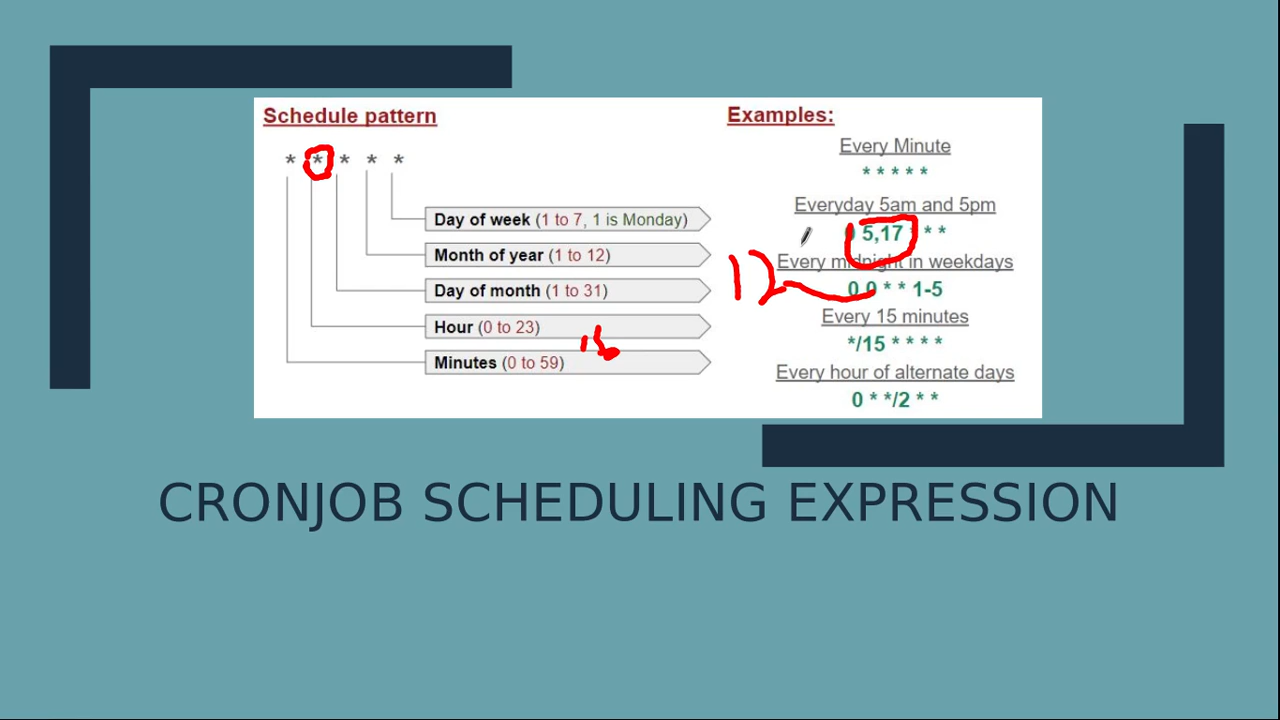 Schedule pattern
* * * * *
Day of week (1 to 7, 1 is Monday)
Month of year (1 to 12)
Day of month (1 to 31)
Hour (0 to 23)
Minutes (0 to 59)
Examples:
Every Minute
* * * * *
Everyday 5am and 5pm
0 5,17 * * *
12
Every midnight in weekdays
0 0 * * 1-5
Every 15 minutes
*/15 * * * *
Every hour of alternate days
0 * */2 * *
CRONJOB SCHEDULING EXPRESSION